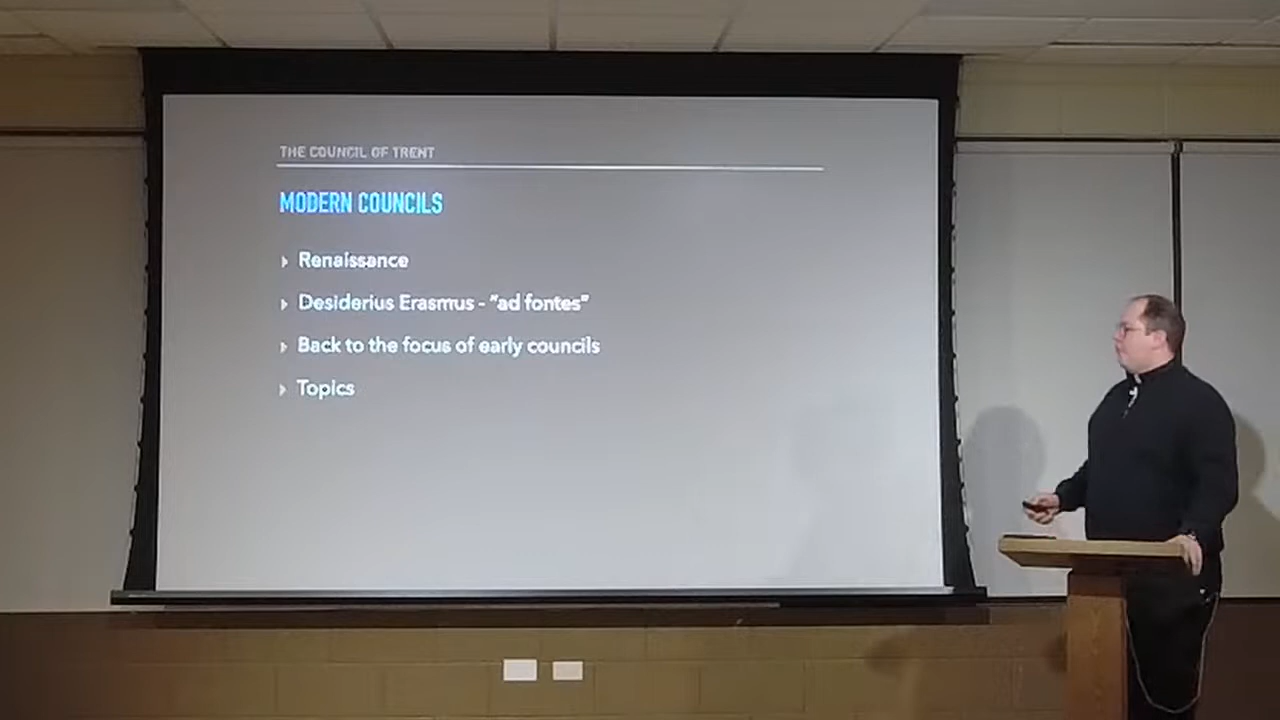 THE COUNCIL OF TRENT
MODERN COUNCILS
Renaissance
Desiderius Erasmus - "ad fontes"
Back to the focus of early councils
Topics